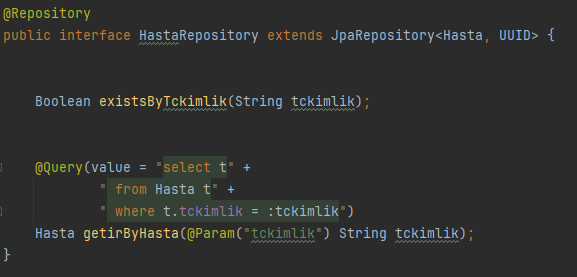 @Repository
public interface HastaRepository extends JpaRepository<Hasta, UUID> {
Boolean existsByTckimlik(String tckimlik);
@Query(value = "select t" +
" from Hasta t" +
" where t.tckimlik = :tckimlik")
Hasta getirByHasta(@Param("tckimlik") String tckimlik);
}